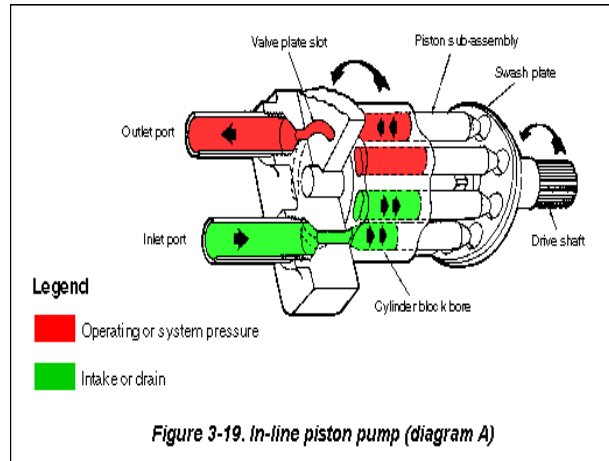 Valve plate slot
Piston sub-assembly
Swash plate
Outlet port
Inlet port
Drive shaft
Cylinder block bore
Legend
Operating or system pressure
Intake or drain
Figure 3-19. In-line piston pump (diagram A)